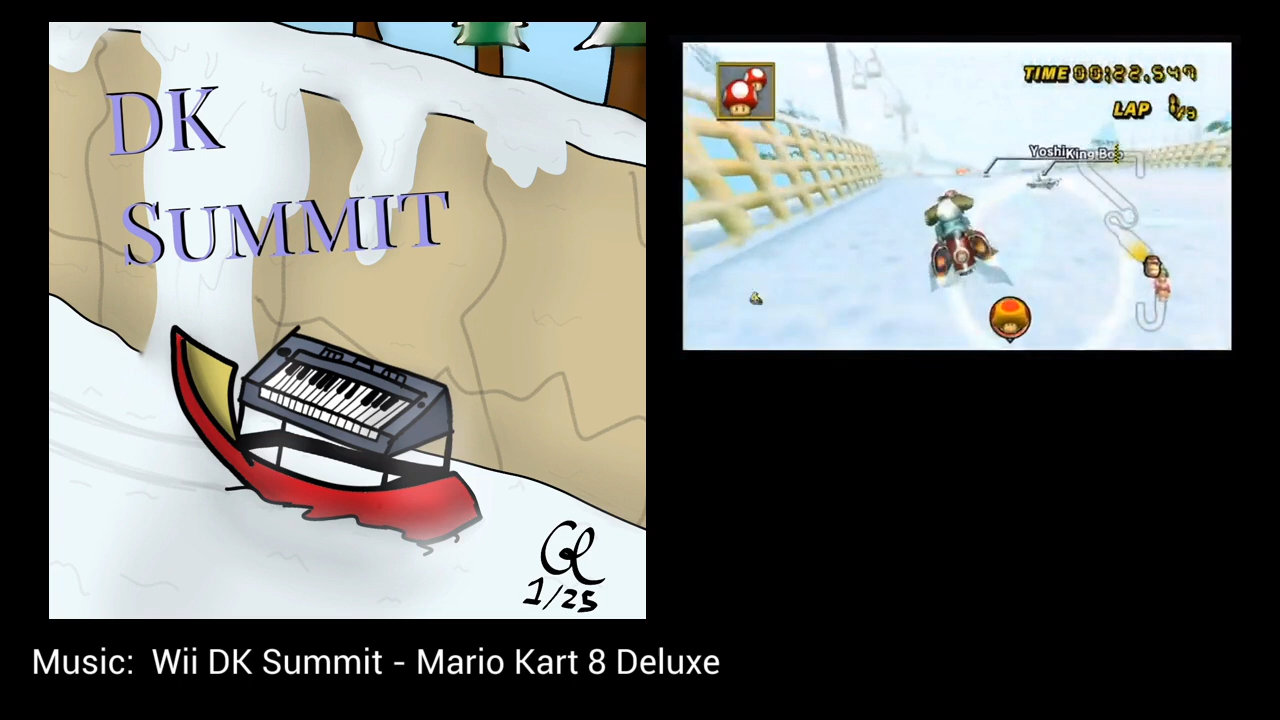 DK
SUMMIT
TIME 00:22.547
LAP
Yoshi
King Boo
1/25
Music: Wii DK Summit - Mario Kart 8 Deluxe